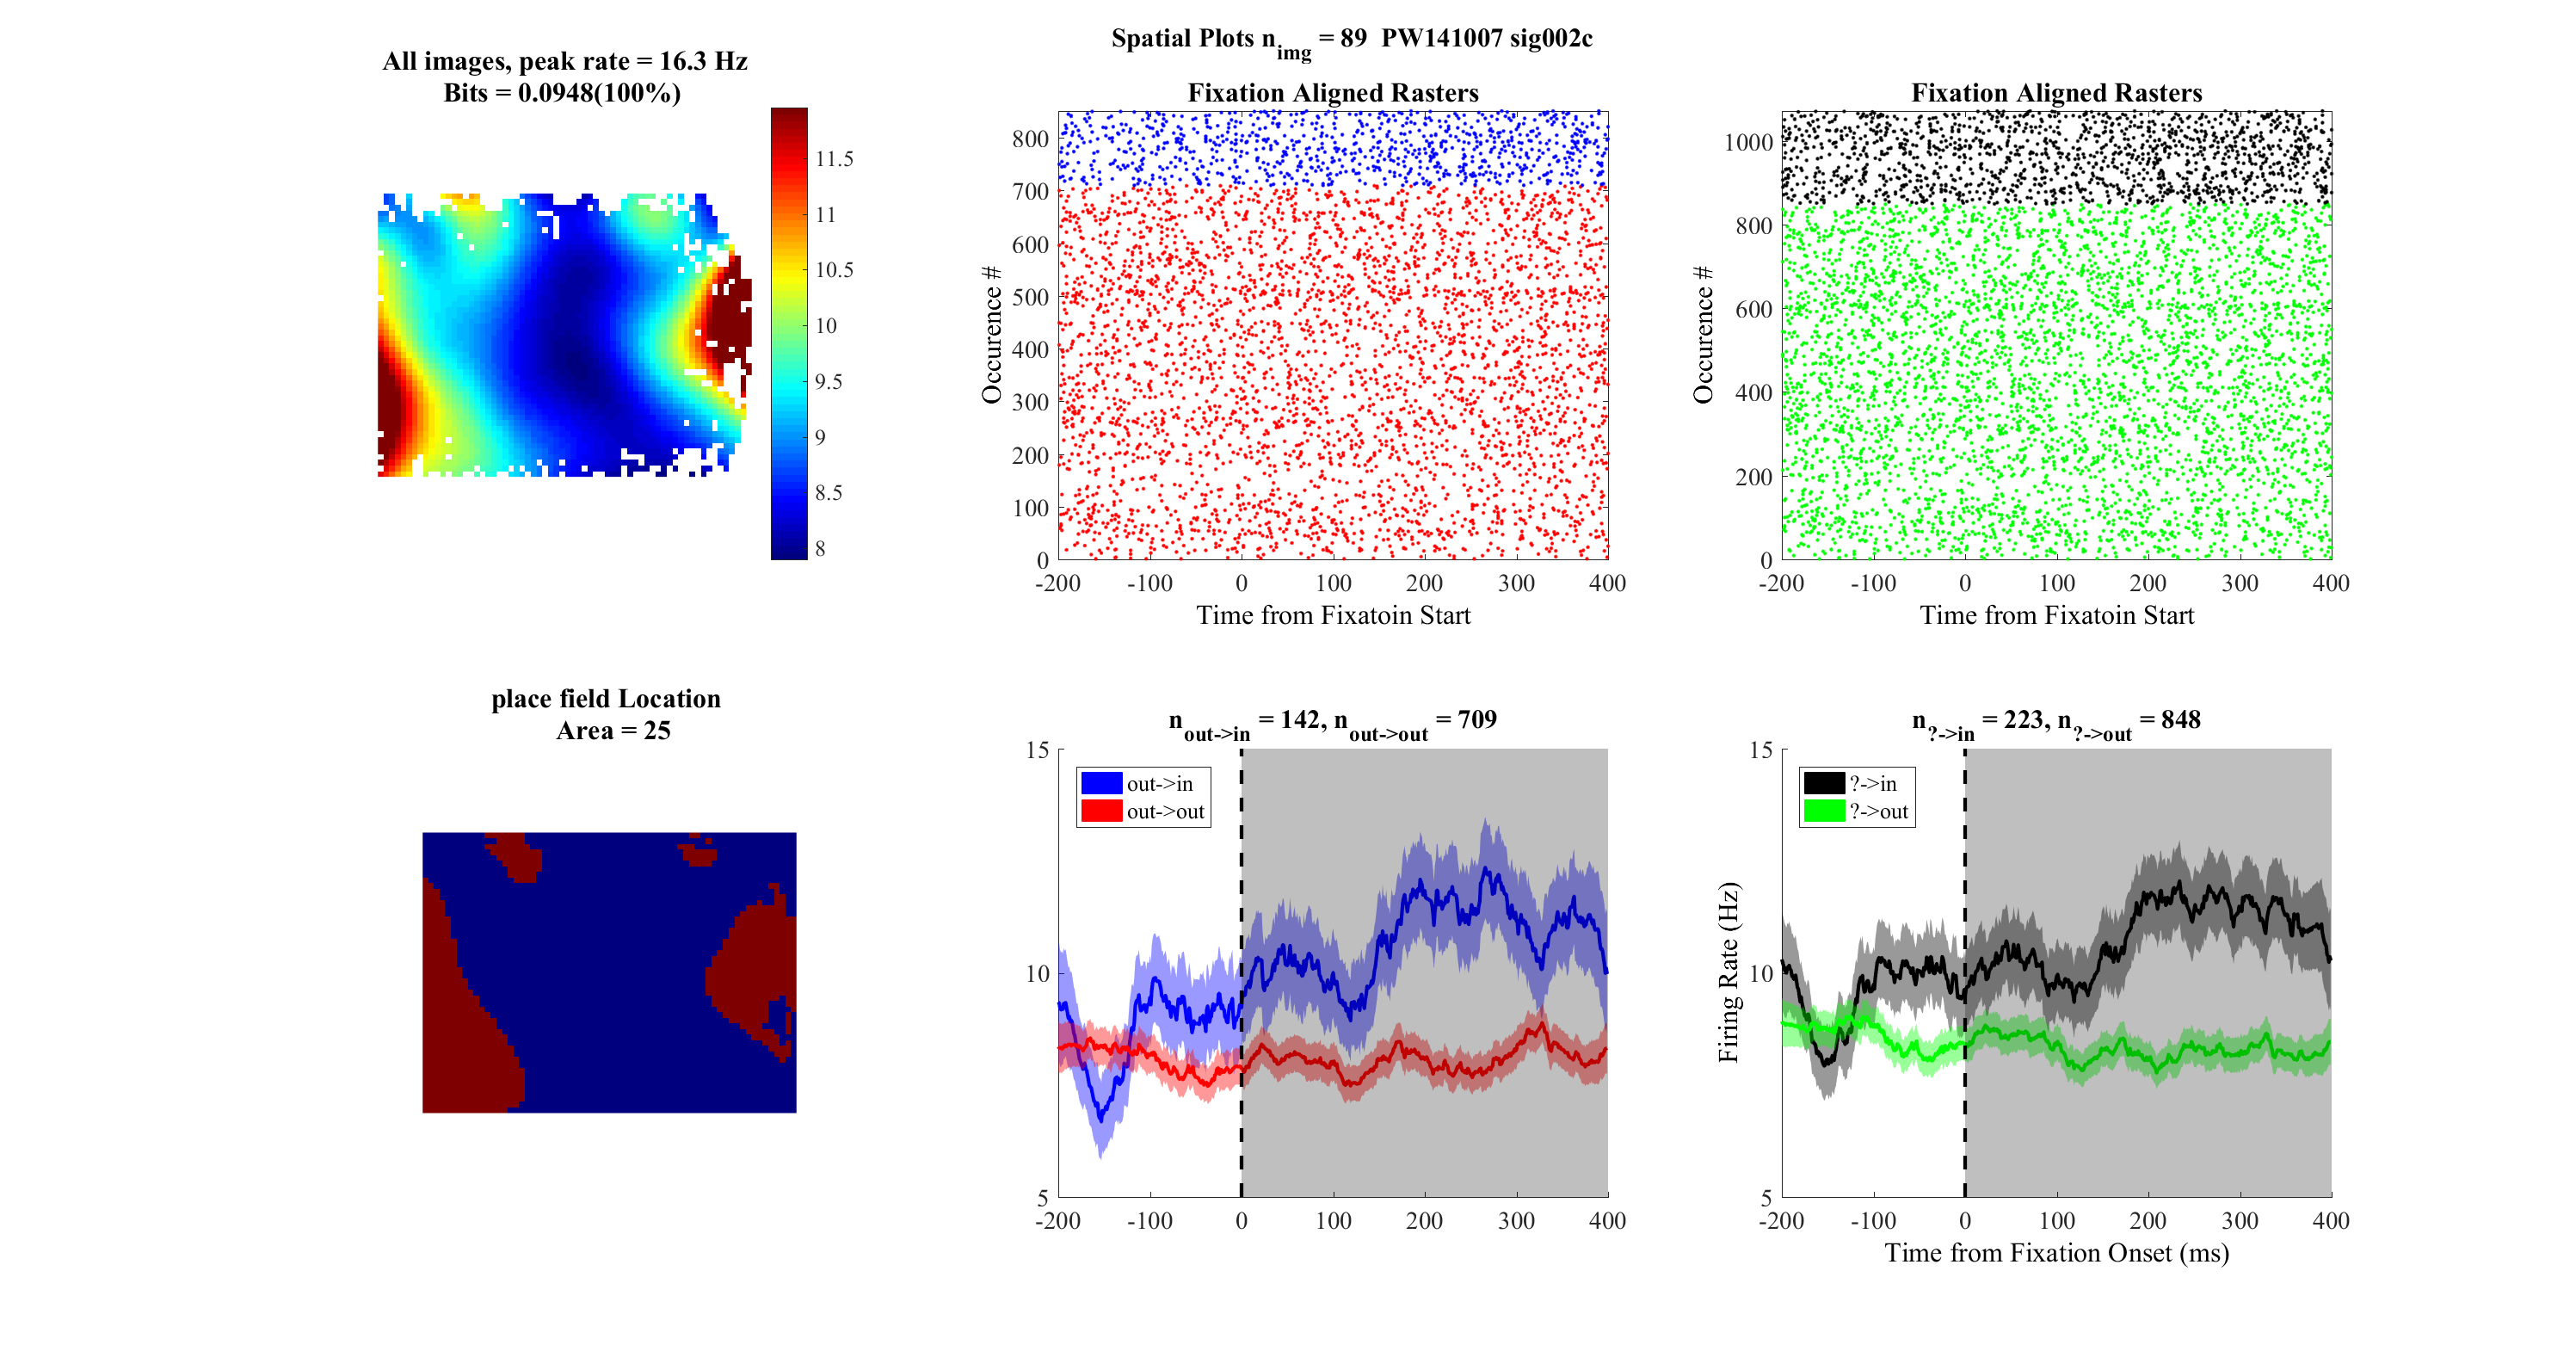 Spatial Plots n_img = 89 PW141007 sig002c
All images, peak rate = 16.3 Hz
Bits = 0.0948(100%)
11.5
11
10.5
10
9.5
9
8.5
8
Fixation Aligned Rasters
Occurence #
800
700
600
500
400
300
200
100
0
-200 -100 0 100 200 300 400
Time from Fixatoin Start
Fixation Aligned Rasters
Occurence #
1000
800
600
400
200
0
-200 -100 0 100 200 300 400
Time from Fixatoin Start
place field Location
Area = 25
n_out->in = 142, n_out->out = 709
15
10
5
out->in
out->out
-200 -100 0 100 200 300 400
n_?->in = 223, n_?->out = 848
Firing Rate (Hz)
15
10
5
?->in
?->out
-200 -100 0 100 200 300 400
Time from Fixation Onset (ms)